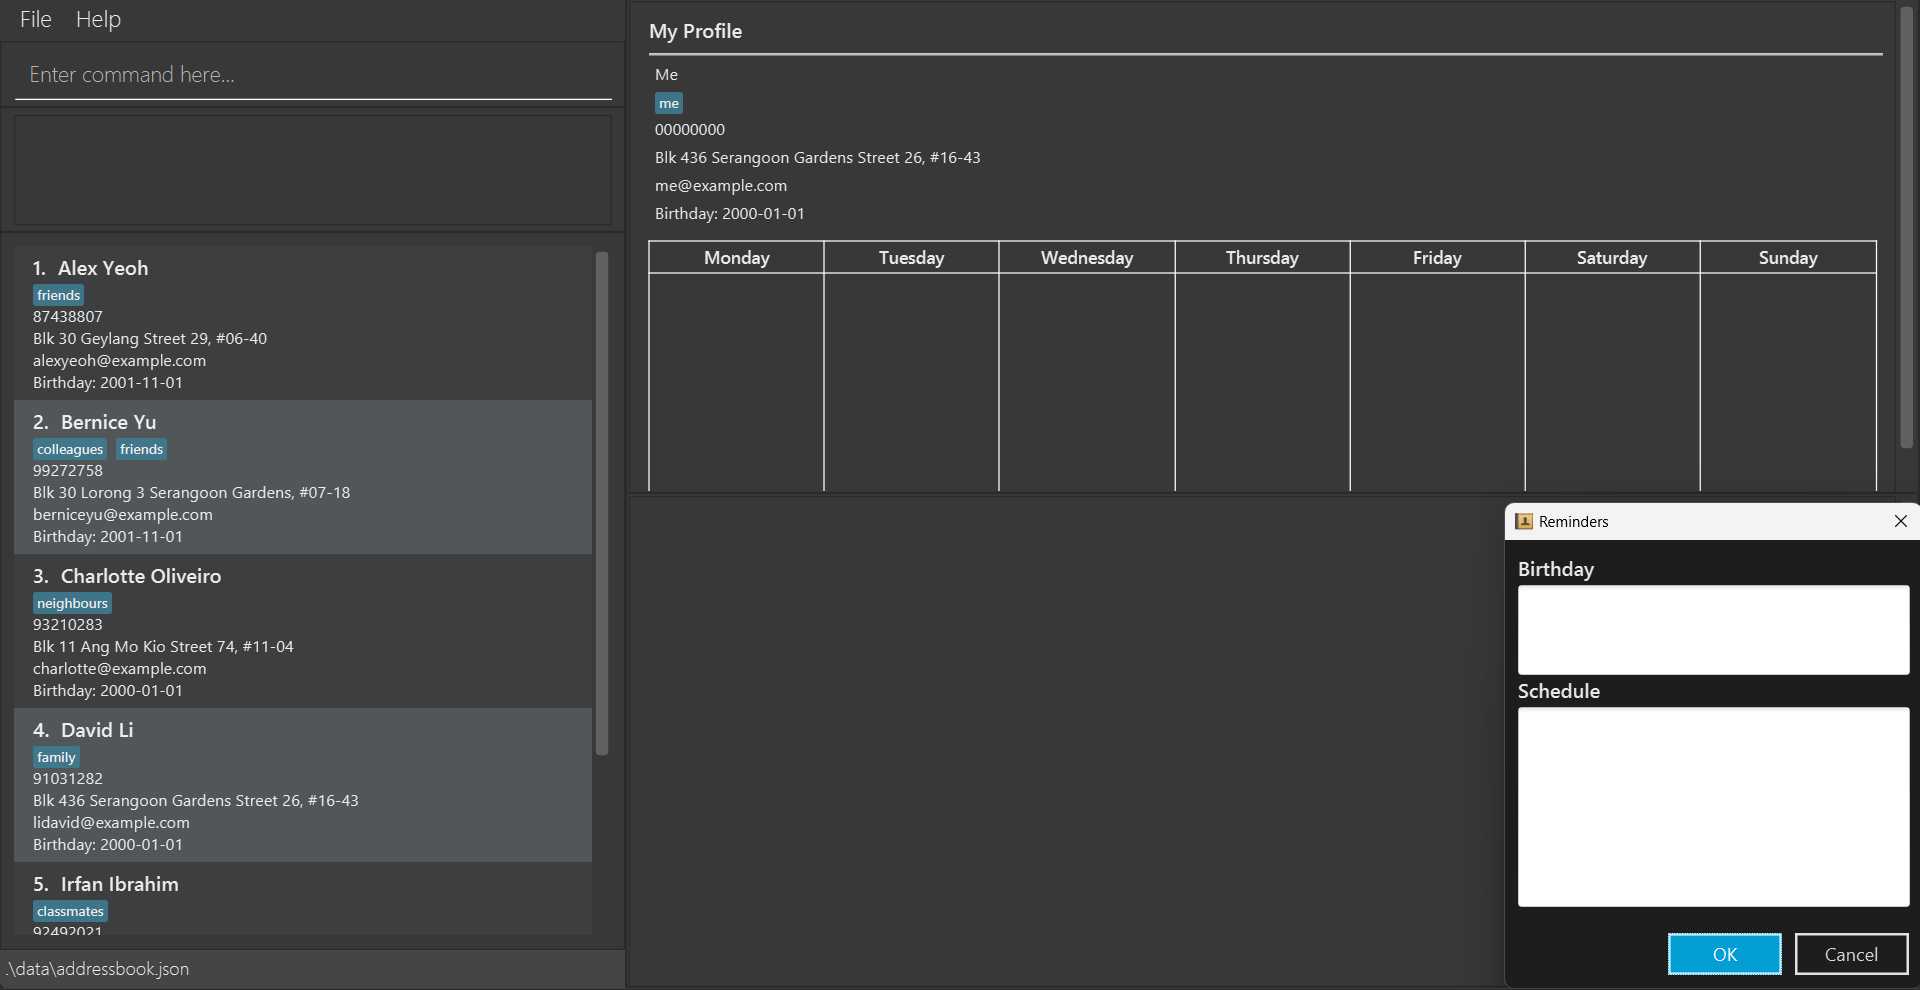 File Help
Enter command here...
1. Alex Yeoh
friends
87438807
Blk 30 Geylang Street 29, #06-40
alexyeoh@example.com
Birthday: 2001-11-01
2. Bernice Yu
colleagues friends
99272758
Blk 30 Lorong 3 Serangoon Gardens, #07-18
berniceyu@example.com
Birthday: 2001-11-01
3. Charlotte Oliveiro
neighbours
93210283
Blk 11 Ang Mo Kio Street 74, #11-04
charlotte@example.com
Birthday: 2000-01-01
4. David Li
family
91031282
Blk 436 Serangoon Gardens Street 26, #16-43
lidavid@example.com
Birthday: 2000-01-01
5. Irfan Ibrahim
classmates
92492021
.\data\addressbook.json
My Profile
Me
me
00000000
Blk 436 Serangoon Gardens Street 26, #16-43
me@example.com
Birthday: 2000-01-01
Monday Tuesday Wednesday Thursday Friday Saturday Sunday
Reminders
Birthday
Schedule
OK Cancel